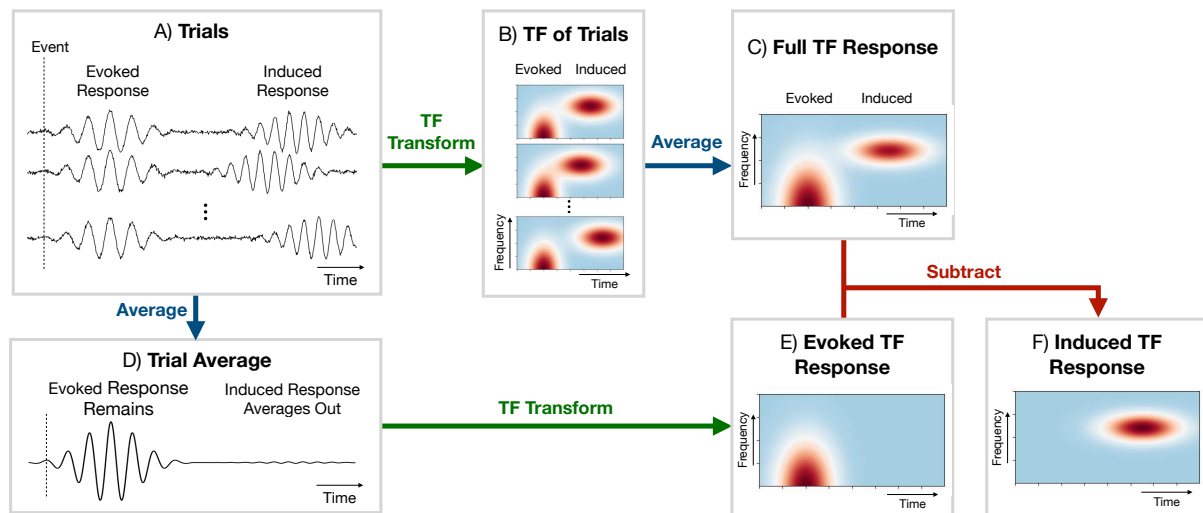 A) Trials
Event
Evoked
Response
Induced
Response
Time
TF
Transform
B) TF of Trials
Evoked
Induced
Frequency
Time
Average
C) Full TF Response
Evoked
Induced
Frequency
Time
Subtract
Average
D) Trial Average
Evoked Response
Remains
Induced Response
Averages Out
Time
TF Transform
E) Evoked TF
Response
Frequency
Time
F) Induced TF
Response
Frequency
Time